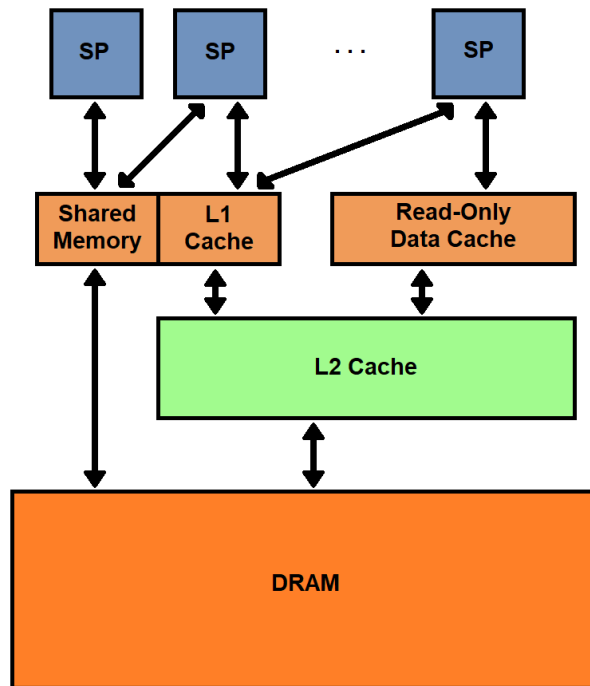 SP
SP
. . .
SP
Shared
Memory
L1
Cache
Read-Only
Data Cache
L2 Cache
DRAM